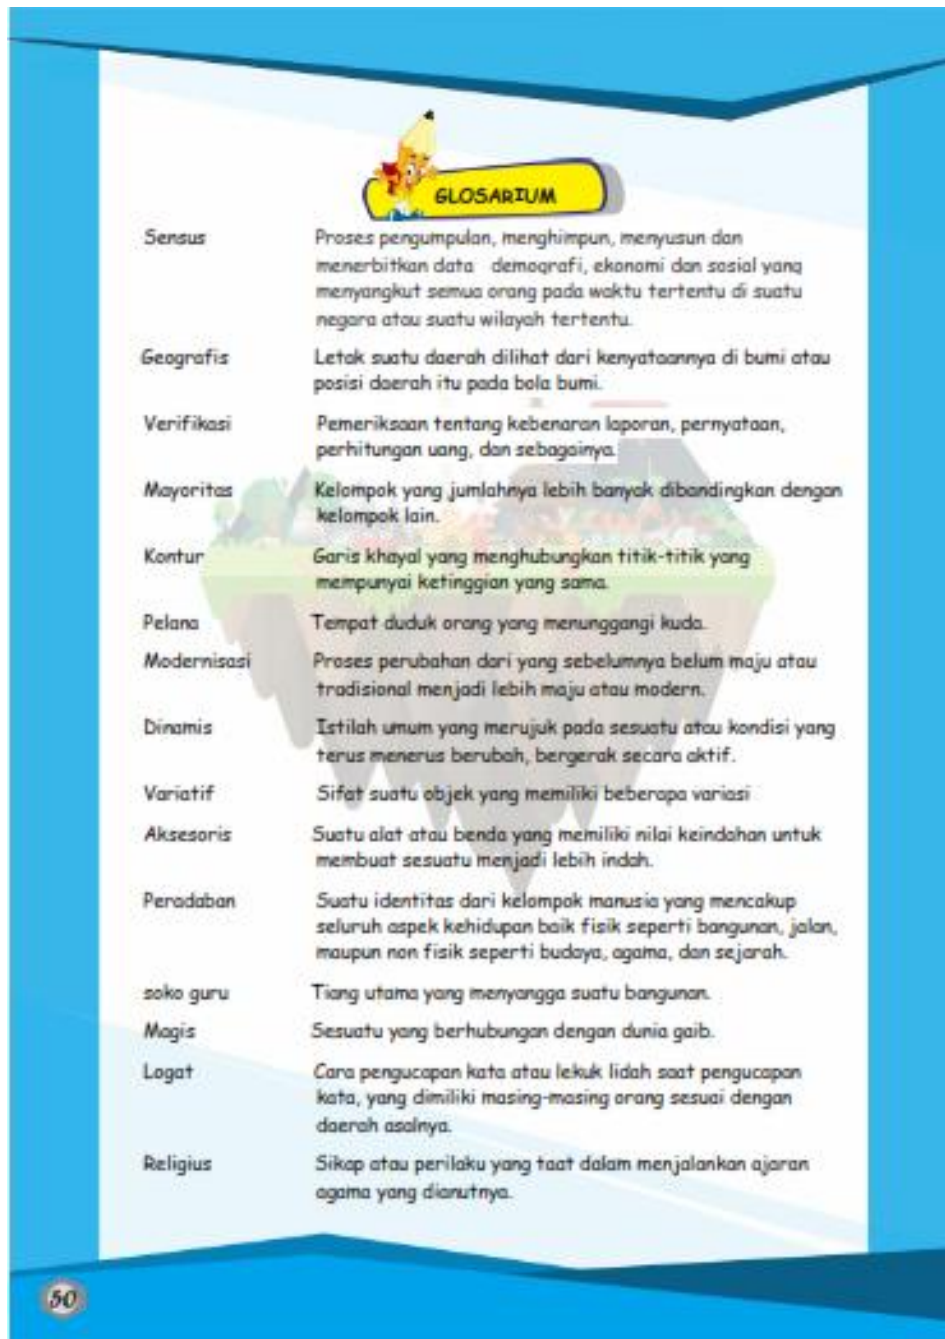 GLOSARIUM
Sensus Proses pengumpulan, menghimpun, menyusun dan
menerbitkan data demografi, ekonomi dan sosial yang
menyangkut semua orang pada waktu tertentu di suatu
negara atau suatu wilayah tertentu.
Geografis Letak suatu daerah dilihat dari kenyataannya di bumi atau
posisi daerah itu pada bola bumi.
Verifikasi Pemeriksaan tentang kebenaran laporan, pernyataan,
perhitungan uang, dan sebagainya.
Mayoritas Kelompok yang jumlahnya lebih banyak dibandingkan dengan
kelompok lain.
Kontur Garis khayal yang menghubungkan titik-titik yang
mempunyai ketinggian yang sama.
Pelana Tempat duduk orang yang menunggangi kuda.
Modernisasi Proses perubahan dari yang sebelumnya belum maju atau
tradisional menjadi lebih maju atau modern.
Dinamis Istilah umum yang merujuk pada sesuatu atau kondisi yang
terus menerus berubah, bergerak secara aktif.
Variatif Sifat suatu objek yang memiliki beberapa variasi
Aksesoris Suatu alat atau benda yang memiliki nilai keindahan untuk
membuat sesuatu menjadi lebih indah.
Peradaban Suatu identitas dari kelompok manusia yang mencakup
seluruh aspek kehidupan baik fisik seperti bangunan, jalan,
maupun non fisik seperti budaya, agama, dan sejarah.
soko guru Tiang utama yang menyangga suatu bangunan.
Magis Sesuatu yang berhubungan dengan dunia gaib.
Logat Cara pengucapan kata atau lekuk lidah saat pengucapan
kata, yang dimiliki masing-masing orang sesuai dengan
daerah asalnya.
Religius Sikap atau perilaku yang taat dalam menjalankan ajaran
agama yang dianutnya.
50